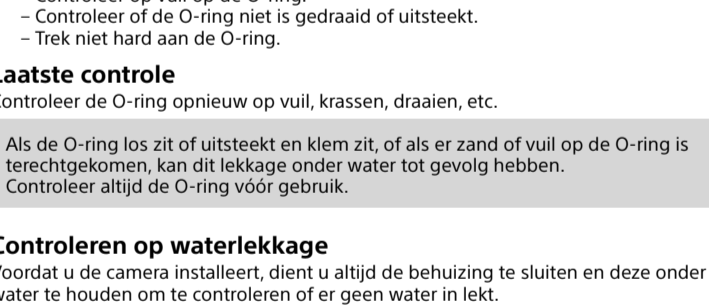 – Controleer of de O-ring niet is gedraaid of uitsteekt.
– Trek niet hard aan de O-ring.
Laatste controle
Controleer de O-ring opnieuw op vuil, krassen, draaien, etc.
Als de O-ring los zit of uitsteekt en klem zit, of als er zand of vuil op de O-ring is
terechtgekomen, kan dit lekkage onder water tot gevolg hebben.
Controleer altijd de O-ring vóór gebruik.
Controleren op waterlekkage
Voordat u de camera installeert, dient u altijd de behuizing te sluiten en deze onder
water te houden om te controleren of er geen water in lekt.